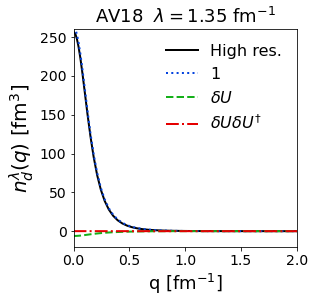 AV18 λ = 1.35 fm⁻¹
High res.
1
δU
δUδU†
250
200
150
100
50
0
n_d^λ(q) [fm³]
0.0 0.5 1.0 1.5 2.0
q [fm⁻¹]